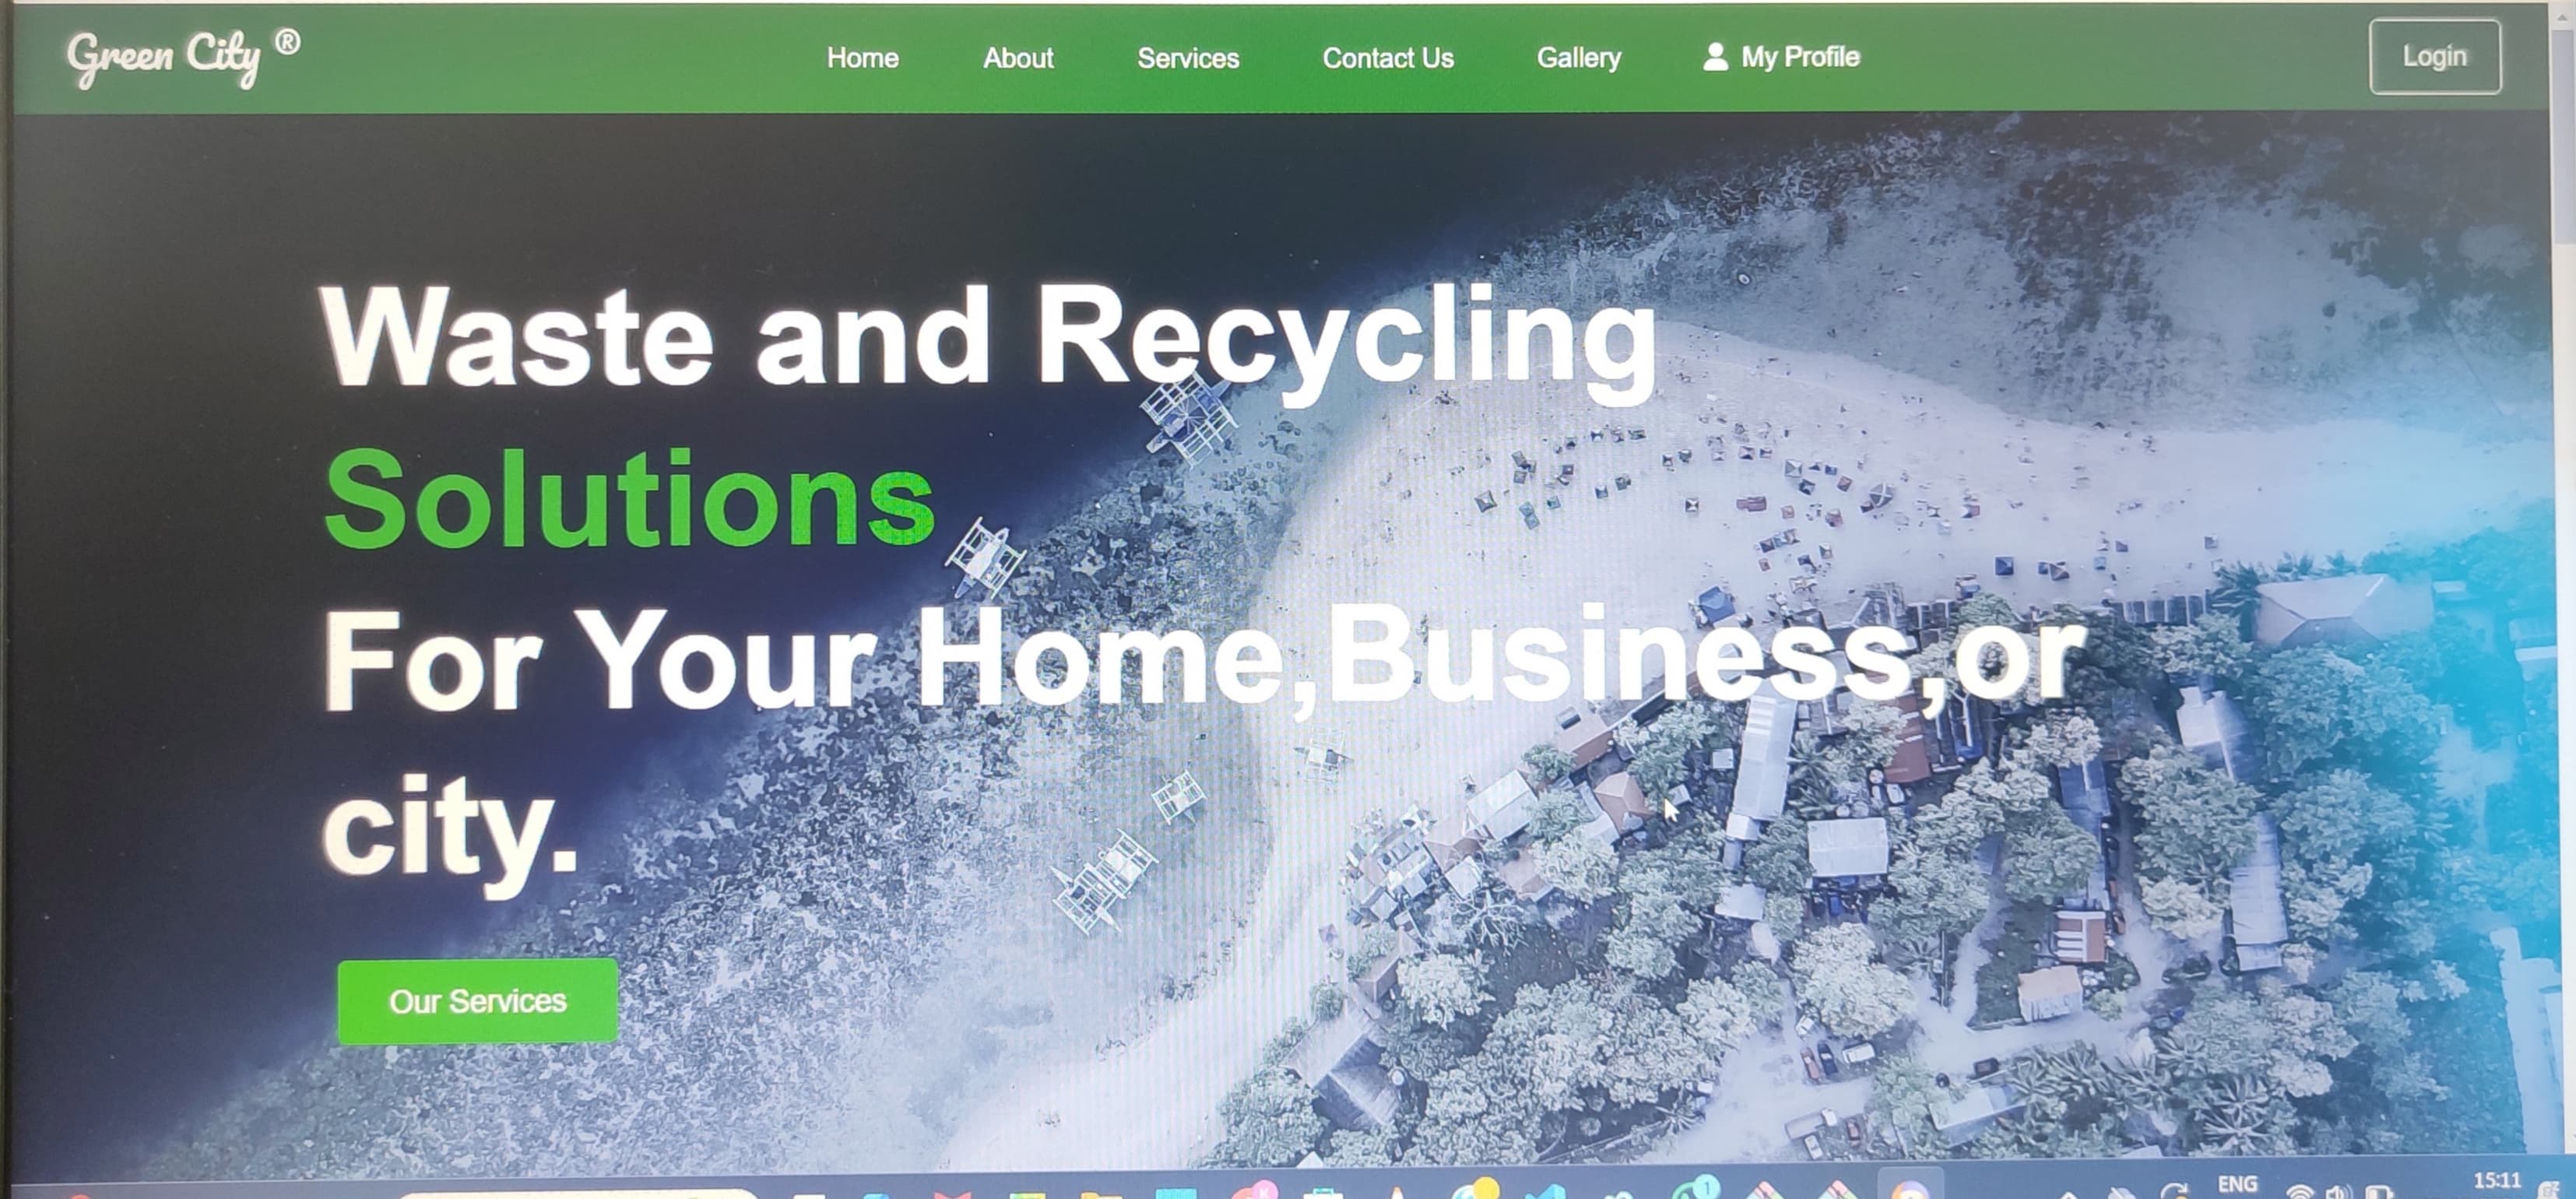 Green City ®
Home About Services Contact Us Gallery My Profile Login
Waste and Recycling
Solutions
For Your Home,Business,or
city.
Our Services
1
ENG
15:11